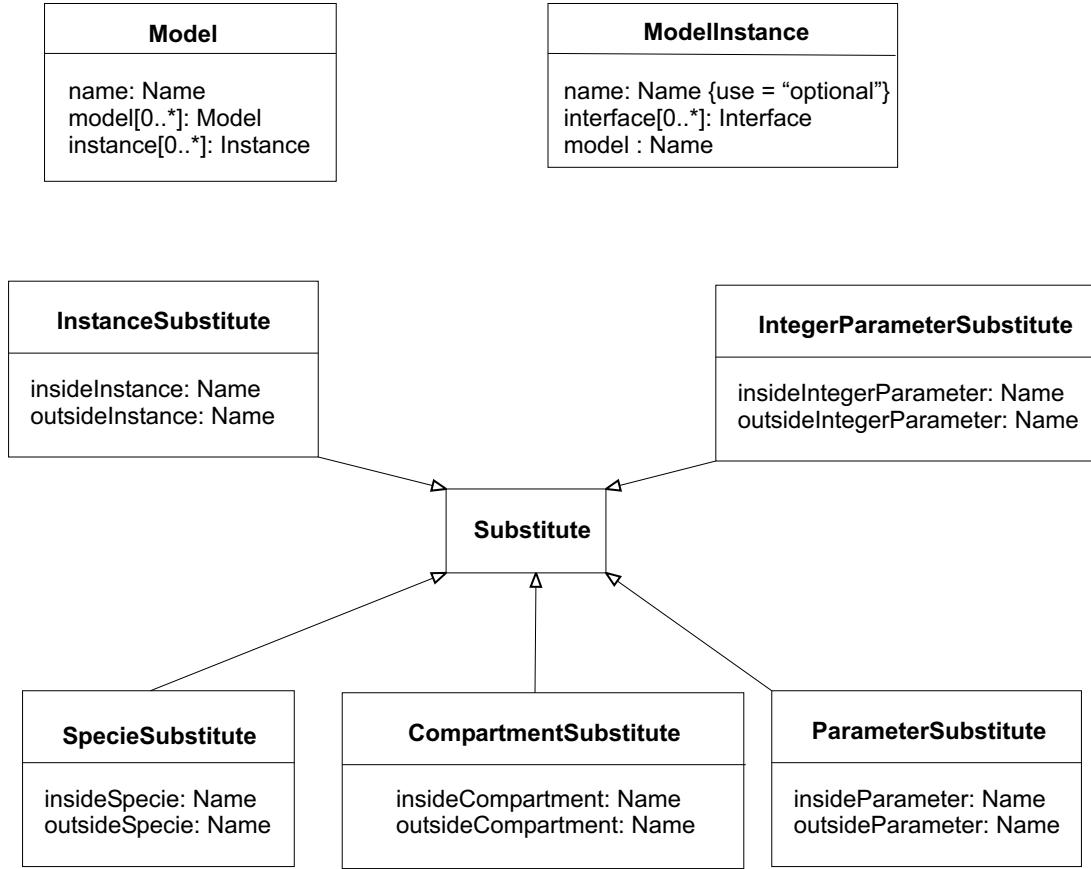 Model
name: Name
model[0..*]: Model
instance[0..*]: Instance
ModelInstance
name: Name {use = “optional”}
interface[0..*]: Interface
model : Name
InstanceSubstitute
insideInstance: Name
outsideInstance: Name
IntegerParameterSubstitute
insideIntegerParameter: Name
outsideIntegerParameter: Name
Substitute
SpecieSubstitute
insideSpecie: Name
outsideSpecie: Name
CompartmentSubstitute
insideCompartment: Name
outsideCompartment: Name
ParameterSubstitute
insideParameter: Name
outsideParameter: Name